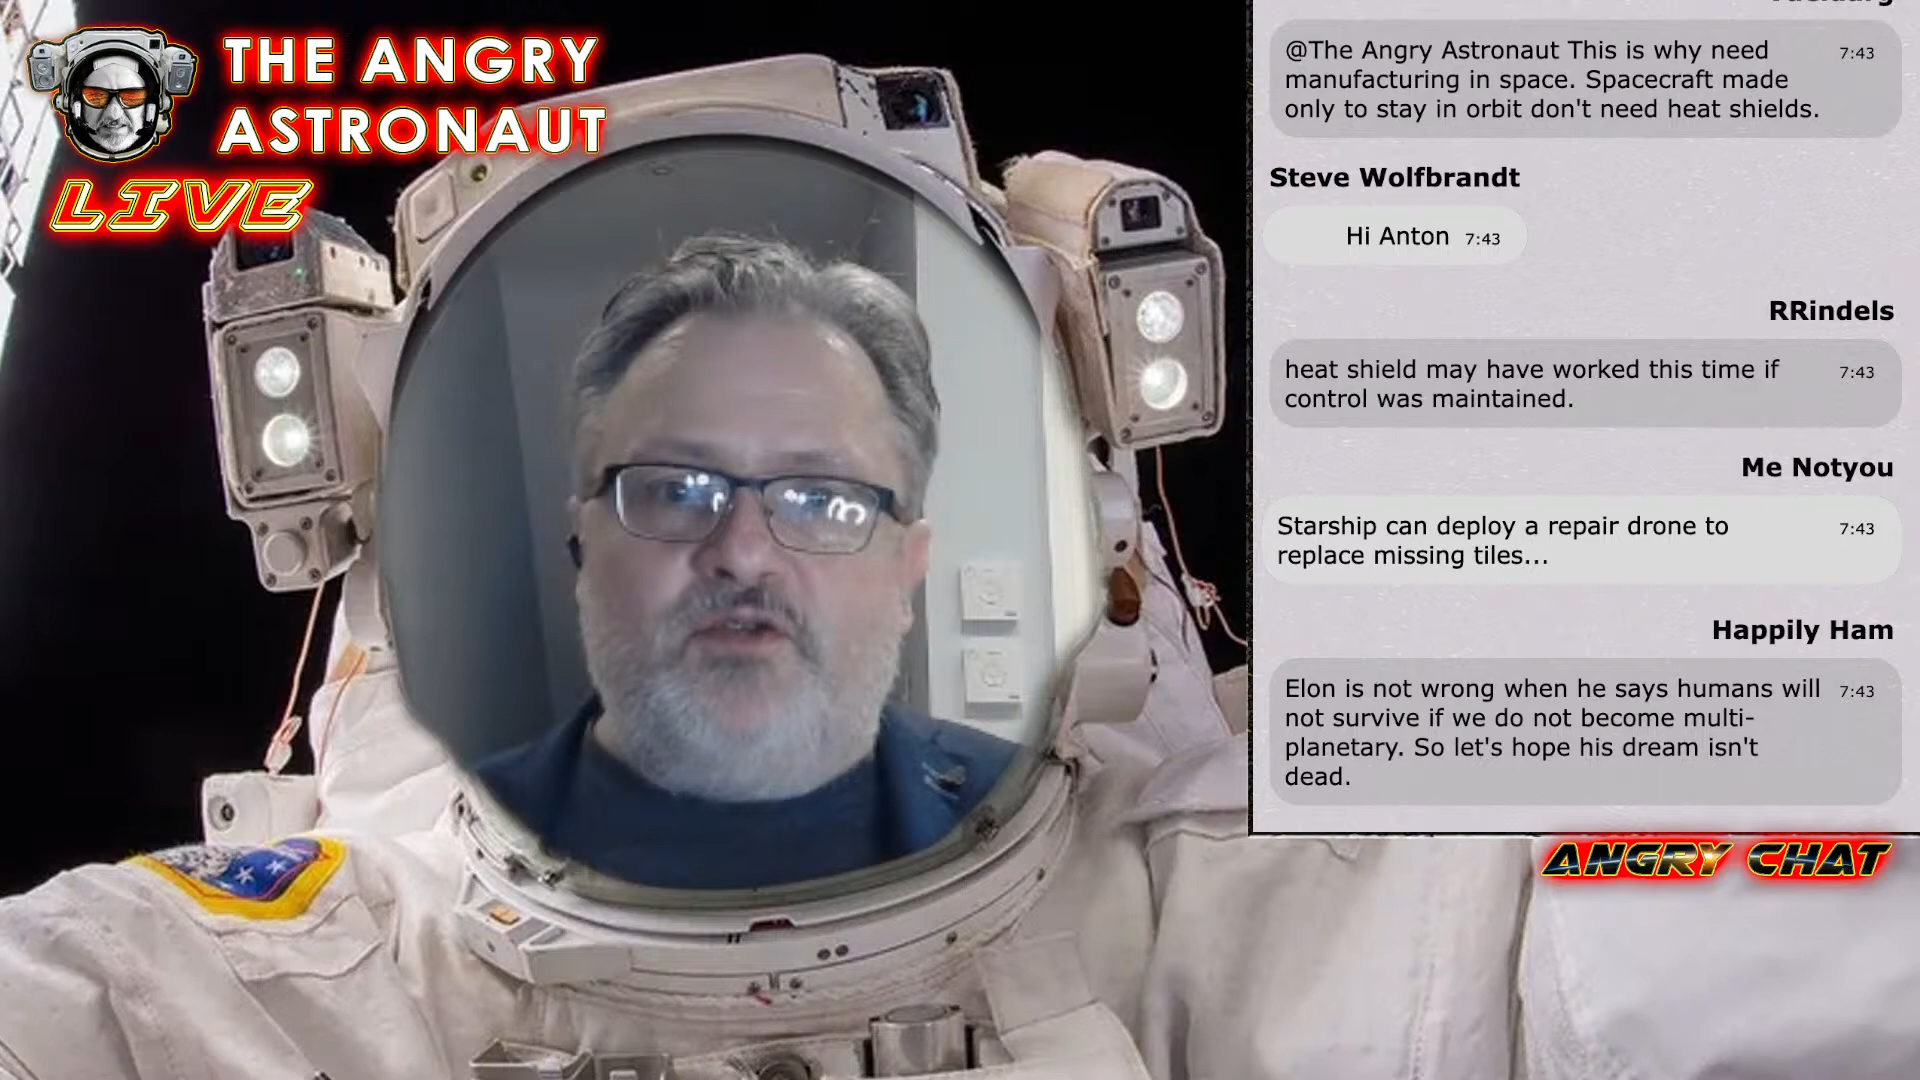 THE ANGRY
ASTRONAUT
LIVE
@The Angry Astronaut This is why need
manufacturing in space. Spacecraft made
only to stay in orbit don't need heat shields.
7:43
Steve Wolfbrandt
Hi Anton 7:43
RRindels
heat shield may have worked this time if
control was maintained.
7:43
Me Notyou
Starship can deploy a repair drone to
replace missing tiles...
7:43
Happily Ham
Elon is not wrong when he says humans will
not survive if we do not become multi-
planetary. So let's hope his dream isn't
dead.
7:43
ANGRY CHAT